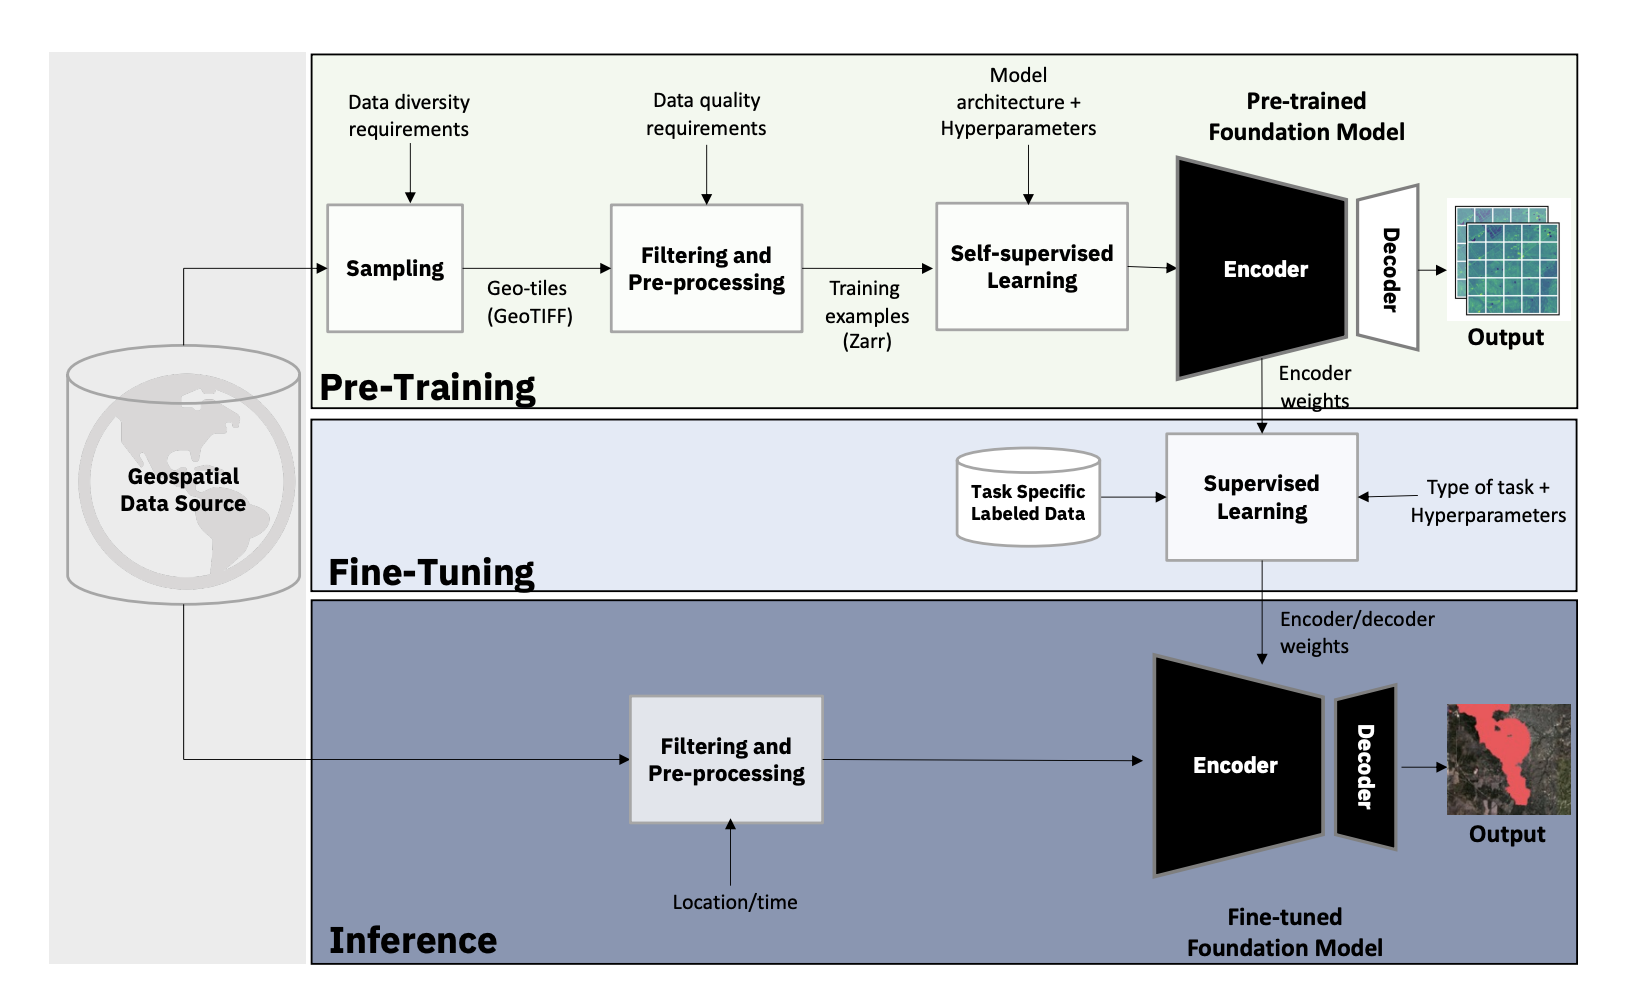 Geospatial
Data Source
Data diversity
requirements
Data quality
requirements
Model
architecture +
Hyperparameters
Pre-trained
Foundation Model
Sampling
Geo-tiles
(GeoTIFF)
Filtering and
Pre-processing
Training
examples
(Zarr)
Self-supervised
Learning
Encoder
Decoder
Output
Pre-Training
Encoder
weights
Task Specific
Labeled Data
Supervised
Learning
Type of task +
Hyperparameters
Fine-Tuning
Encoder/decoder
weights
Filtering and
Pre-processing
Location/time
Encoder
Decoder
Output
Fine-tuned
Foundation Model
Inference